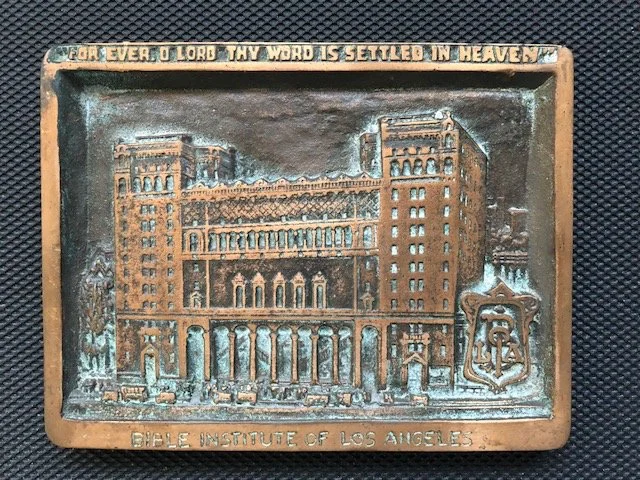 "FOR EVER, O LORD THY WORD IS SETTLED IN HEAVEN"
BIBLE INSTITUTE OF LOS ANGELES